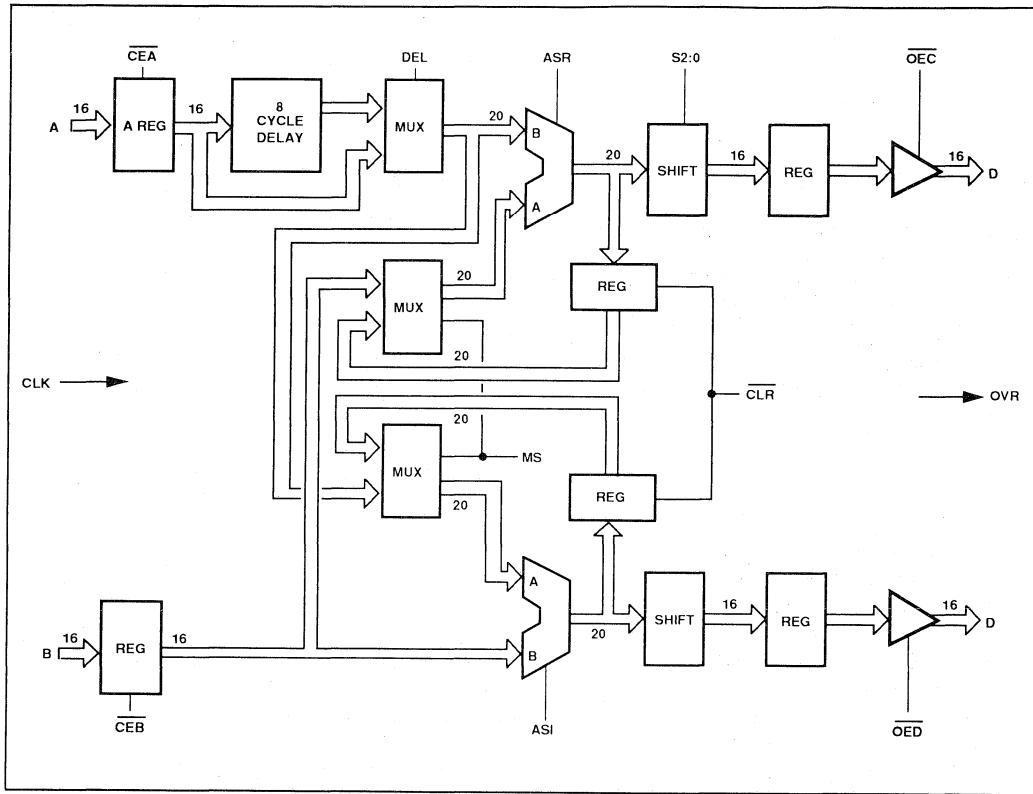 CEA
DEL
ASR
S2:0
OEC
A
16
A REG
16
8
CYCLE
DELAY
MUX
20
B
A
20
SHIFT
16
REG
16
D
20
MUX
20
REG
CLK
CLR
OVR
20
MUX
MS
20
REG
A
B
16
REG
16
B
20
SHIFT
16
REG
16
D
CEB
ASI
OED